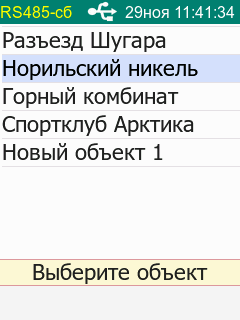 RS485-сб 29ноя 11:41:34
Разъезд Шугара
Норильский никель
Горный комбинат
Спортклуб Арктика
Новый объект 1
Выберите объект